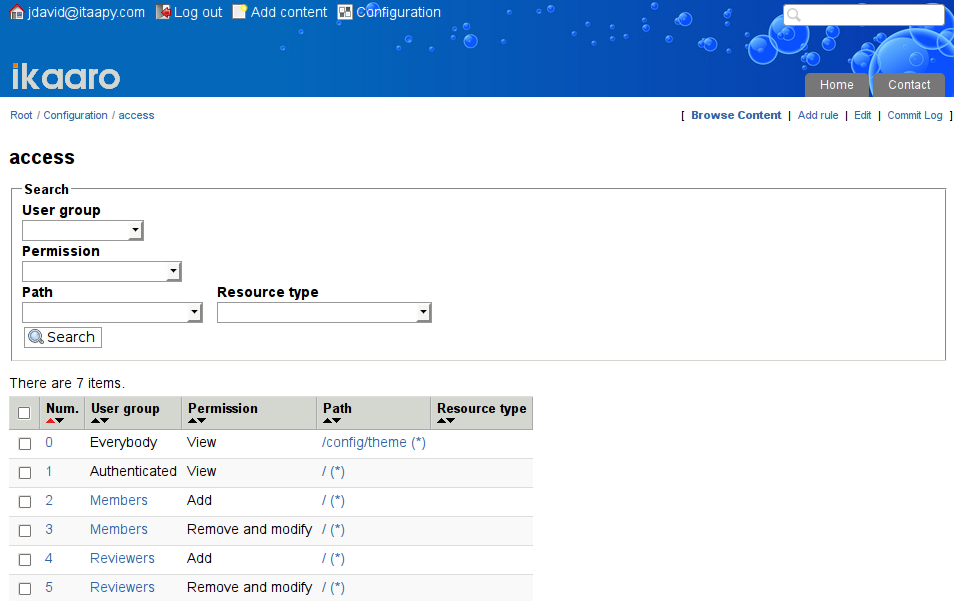 jdavid@itaapy.com Log out Add content Configuration
ikaaro
Home Contact
Root / Configuration / access
[ Browse Content | Add rule | Edit | Commit Log ]
access
Search
User group
Permission
Path Resource type
Search
There are 7 items.
Num. User group Permission Path Resource type
0 Everybody View /config/theme (*)
1 Authenticated View / (*)
2 Members Add / (*)
3 Members Remove and modify / (*)
4 Reviewers Add / (*)
5 Reviewers Remove and modify / (*)